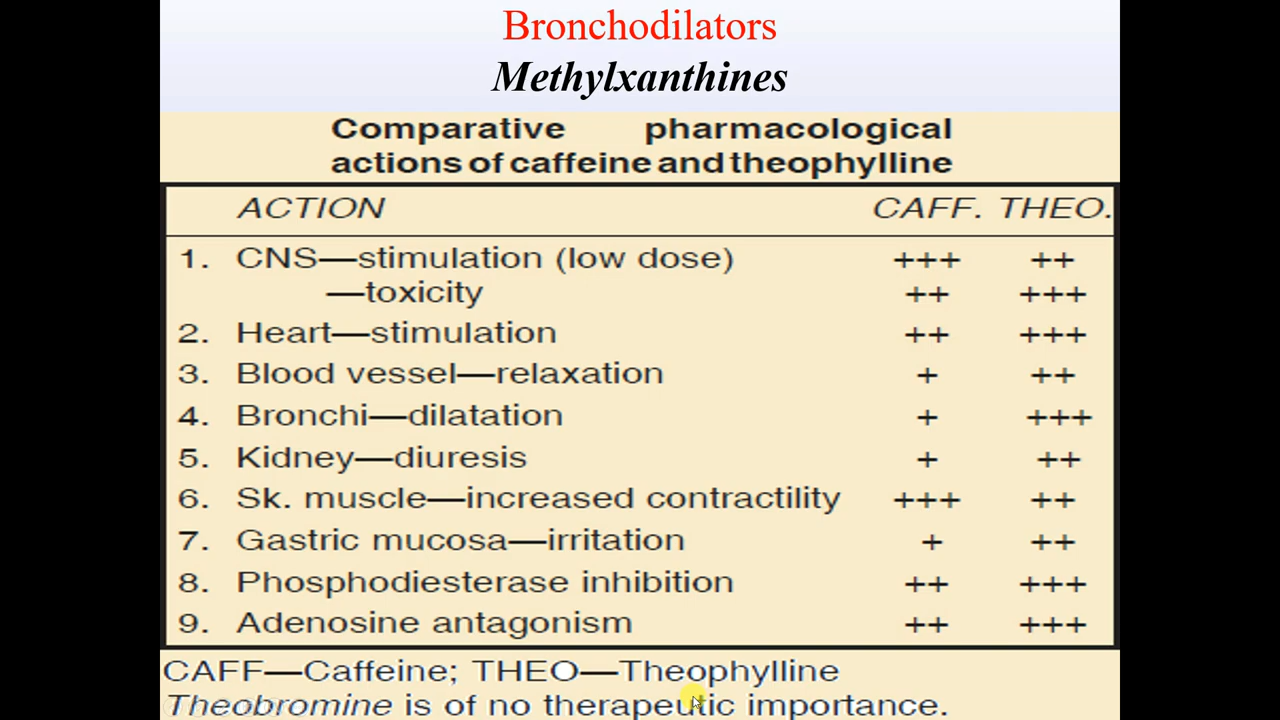 Bronchodilators
Methylxanthines
Comparative pharmacological
actions of caffeine and theophylline
ACTION CAFF. THEO.
1. CNS—stimulation (low dose) +++ ++
—toxicity ++ +++
2. Heart—stimulation ++ +++
3. Blood vessel—relaxation + ++
4. Bronchi—dilatation + +++
5. Kidney—diuresis + ++
6. Sk. muscle—increased contractility +++ ++
7. Gastric mucosa—irritation + ++
8. Phosphodiesterase inhibition ++ +++
9. Adenosine antagonism ++ +++
CAFF—Caffeine; THEO—Theophylline
Theobromine is of no therapeutic importance.